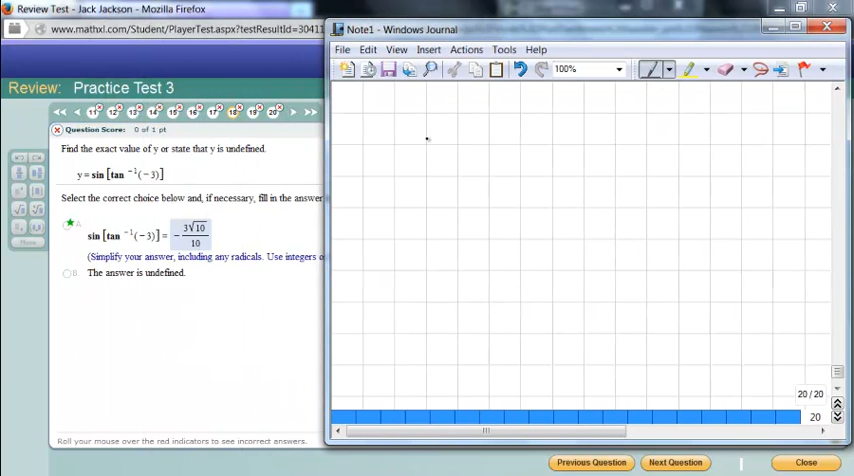 Review Test - Jack Jackson - Mozilla Firefox
www.mathxl.com/Student/PlayerTest.aspx?testResultId=30411
Review: Practice Test 3
11 12 13 14 15 16 17 18 19 20
Question Score: 0 of 1 pt
Find the exact value of y or state that y is undefined.
y = sin [tan ⁻¹(−3)]
Select the correct choice below and, if necessary, fill in the answer
A.
sin [tan ⁻¹(−3)] = − 3√10 / 10
(Simplify your answer, including any radicals. Use integers o
B. The answer is undefined.
More
Roll your mouse over the red indicators to see incorrect answers.
Note1 - Windows Journal
File Edit View Insert Actions Tools Help
100%
20 / 20
20
Previous Question Next Question Close